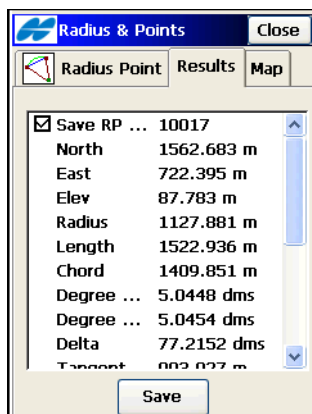 Radius & Points Close
Radius Point Results Map
Save RP ... 10017
North 1562.683 m
East 722.395 m
Elev 87.783 m
Radius 1127.881 m
Length 1522.936 m
Chord 1409.851 m
Degree ... 5.0448 dms
Degree ... 5.0454 dms
Delta 77.2152 dms
Tangent m
Save